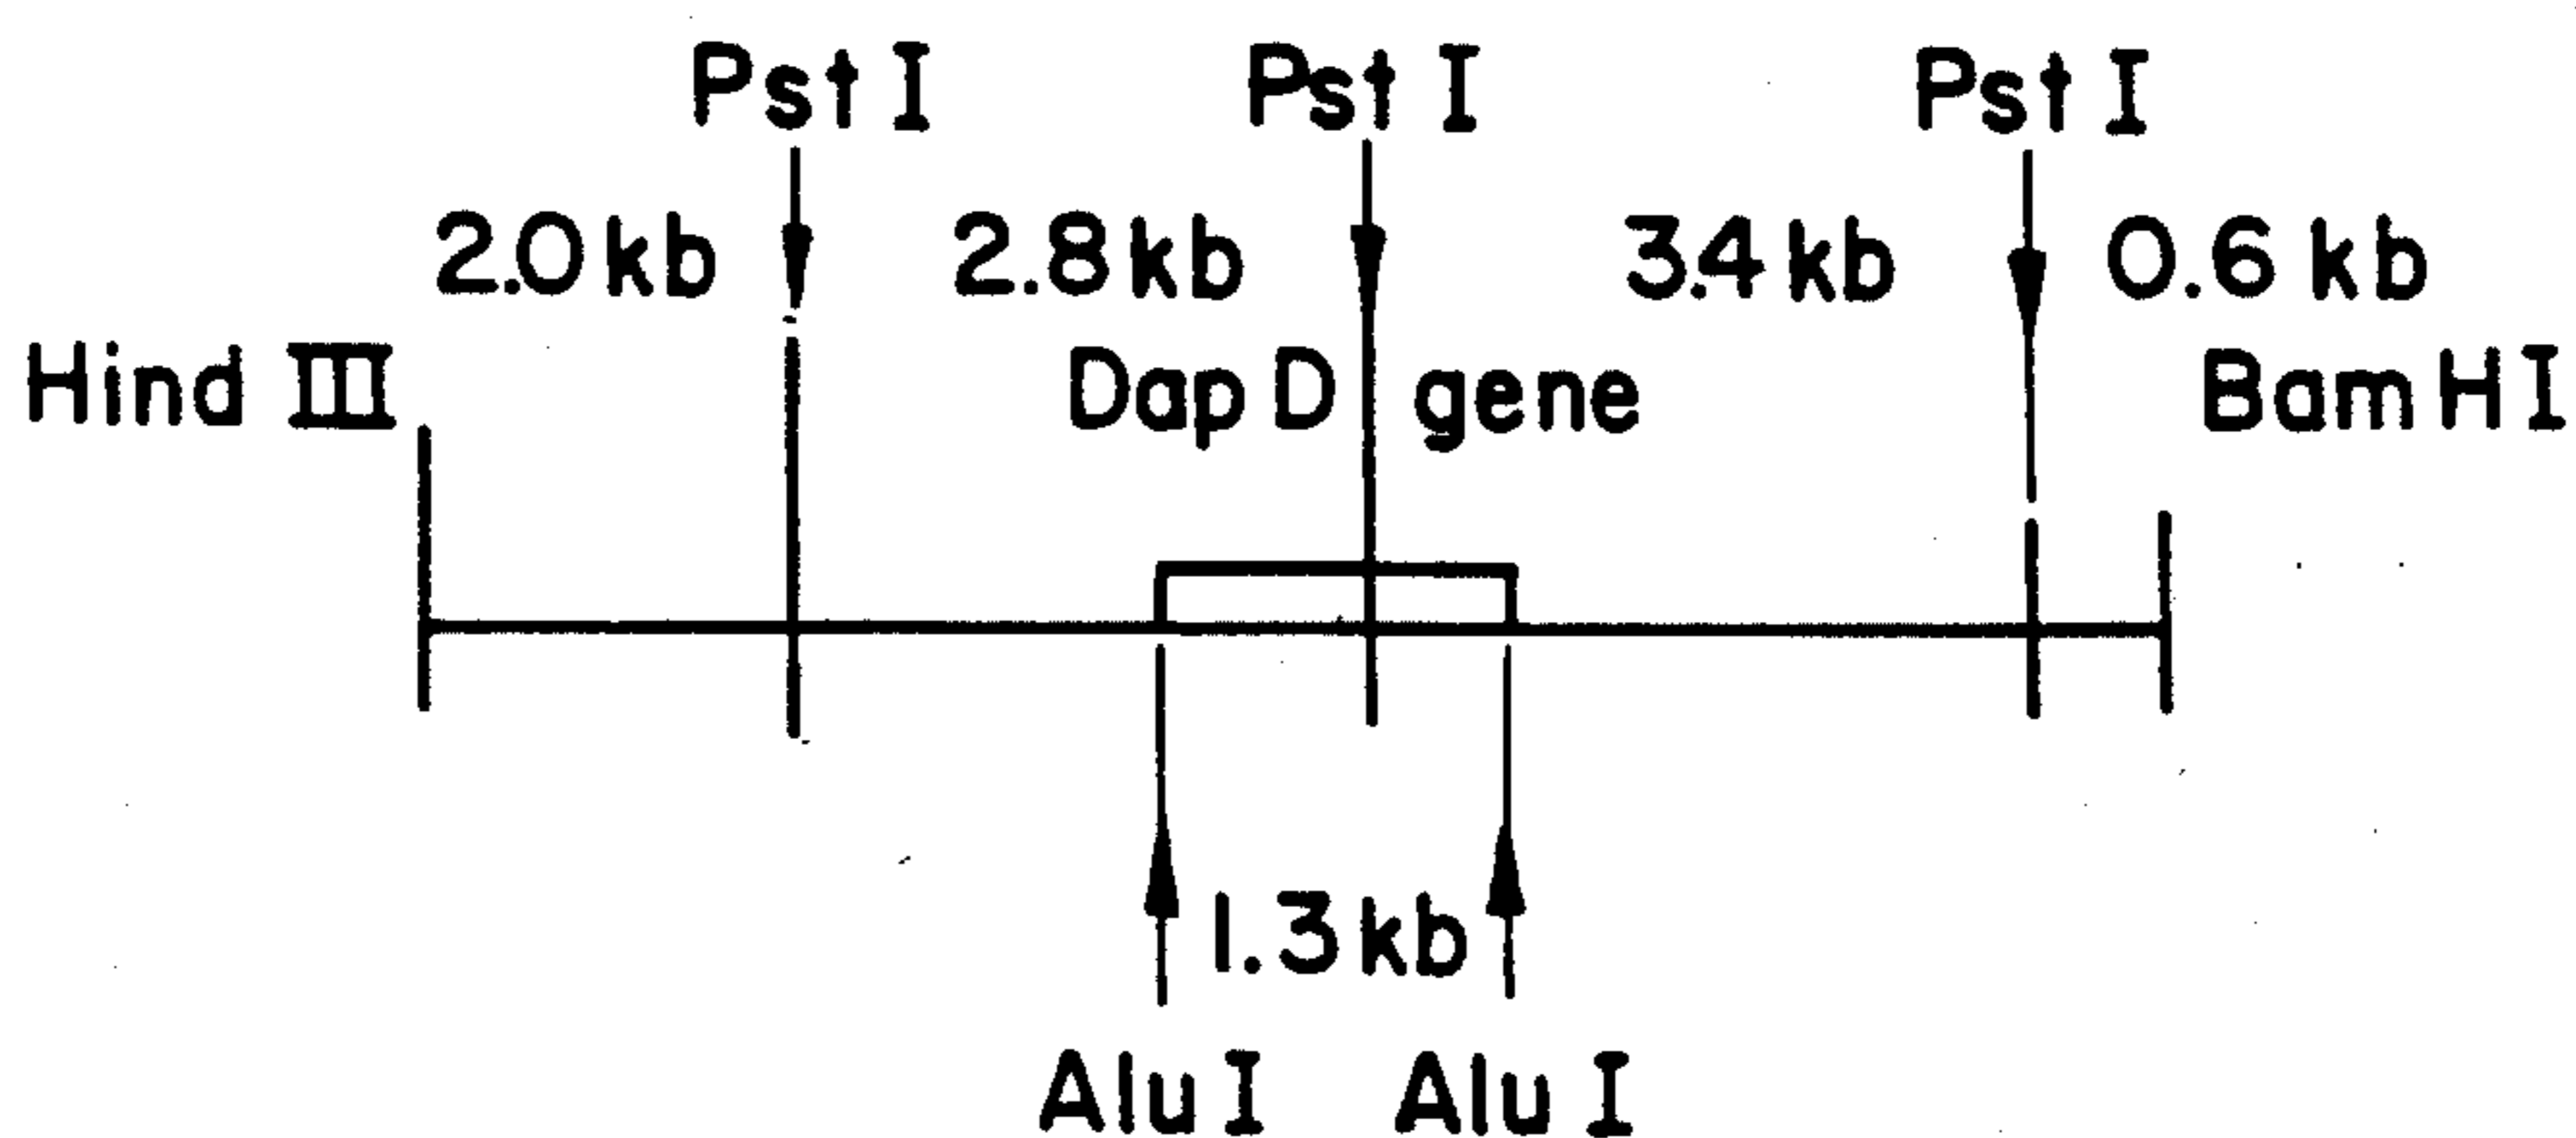 Pst I Pst I Pst I
2.0 kb 2.8 kb 3.4 kb 0.6 kb
Hind III Dap D gene Bam H I
1.3 kb
Alu I Alu I